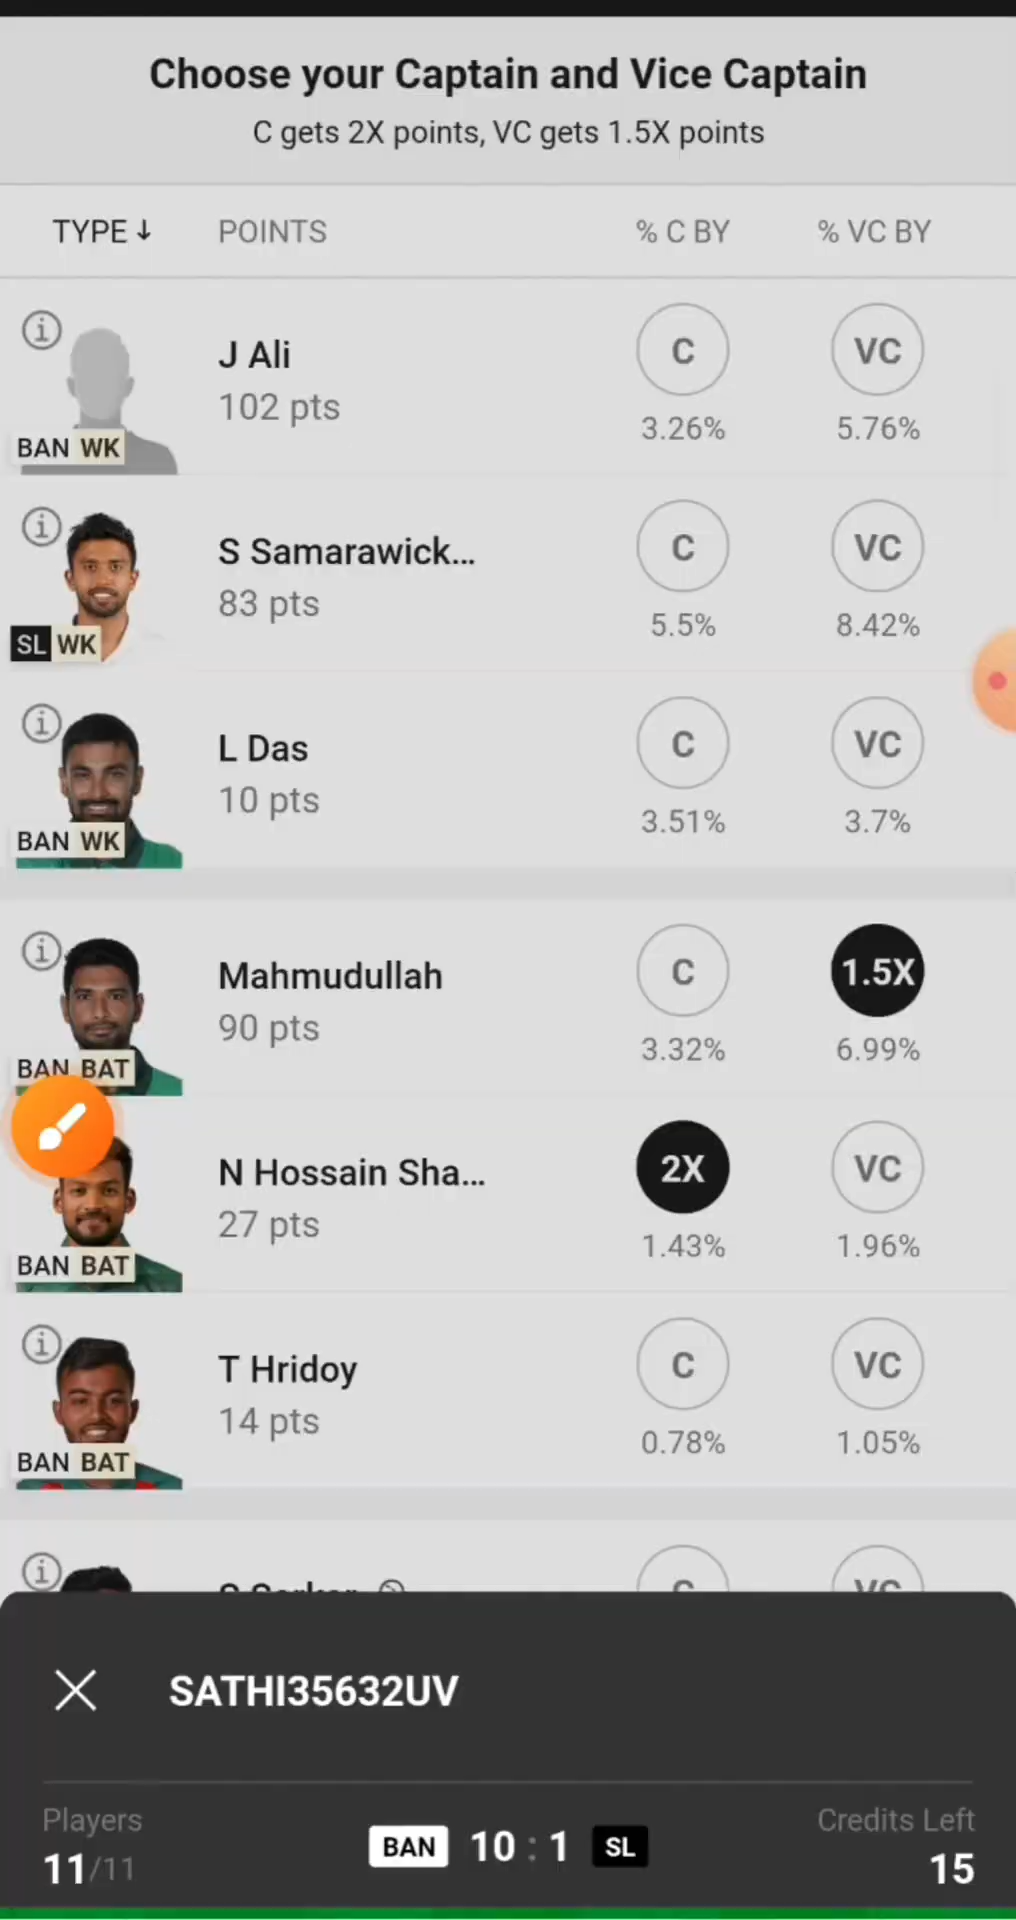 Choose your Captain and Vice Captain
C gets 2X points, VC gets 1.5X points
TYPE↓ POINTS % C BY % VC BY
J Ali
102 pts
BAN WK
C
3.26%
VC
5.76%
S Samarawick...
83 pts
SL WK
C
5.5%
VC
8.42%
L Das
10 pts
BAN WK
C
3.51%
VC
3.7%
Mahmudullah
90 pts
BAN BAT
C
3.32%
1.5X
6.99%
N Hossain Sha...
27 pts
BAN BAT
2X
1.43%
VC
1.96%
T Hridoy
14 pts
BAN BAT
C
0.78%
VC
1.05%
C VC
SATHI35632UV
Players
11/11
BAN 10 : 1 SL
Credits Left
15